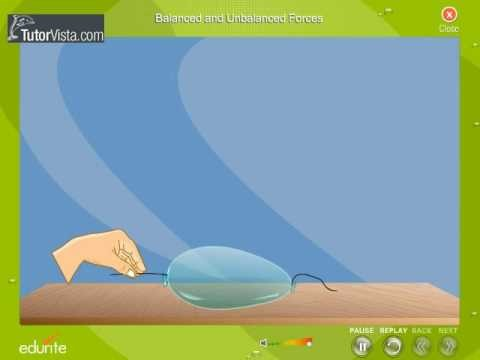 Balanced and Unbalanced Forces
TutorVista.com
Close
PAUSE REPLAY BACK NEXT
edurite